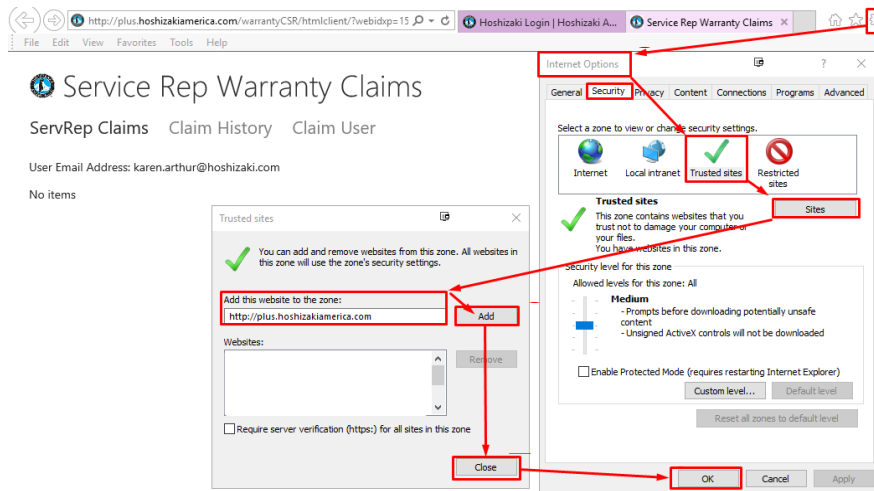 http://plus.hoshizakiamerica.com/warrantyCSR/htmlclient/?webidxp=15
Hoshizaki Login | Hoshizaki A...
Service Rep Warranty Claims
File Edit View Favorites Tools Help
Service Rep Warranty Claims
ServRep Claims Claim History Claim User
User Email Address: karen.arthur@hoshizaki.com
No items
Internet Options
?
General Security Privacy Content Connections Programs Advanced
Select a zone to view or change security settings.
Internet Local intranet Trusted sites Restricted sites
Trusted sites
Sites
This zone contains websites that you
trust not to damage your computer or
your files.
You have websites in this zone.
Security level for this zone
Allowed levels for this zone: All
Medium
- Prompts before downloading potentially unsafe
content
- Unsigned ActiveX controls will not be downloaded
Enable Protected Mode (requires restarting Internet Explorer)
Custom level... Default level
Reset all zones to default level
OK Cancel Apply
Trusted sites
You can add and remove websites from this zone. All websites in
this zone will use the zone's security settings.
Add this website to the zone:
http://plus.hoshizakiamerica.com
Add
Websites:
Remove
Require server verification (https:) for all sites in this zone
Close